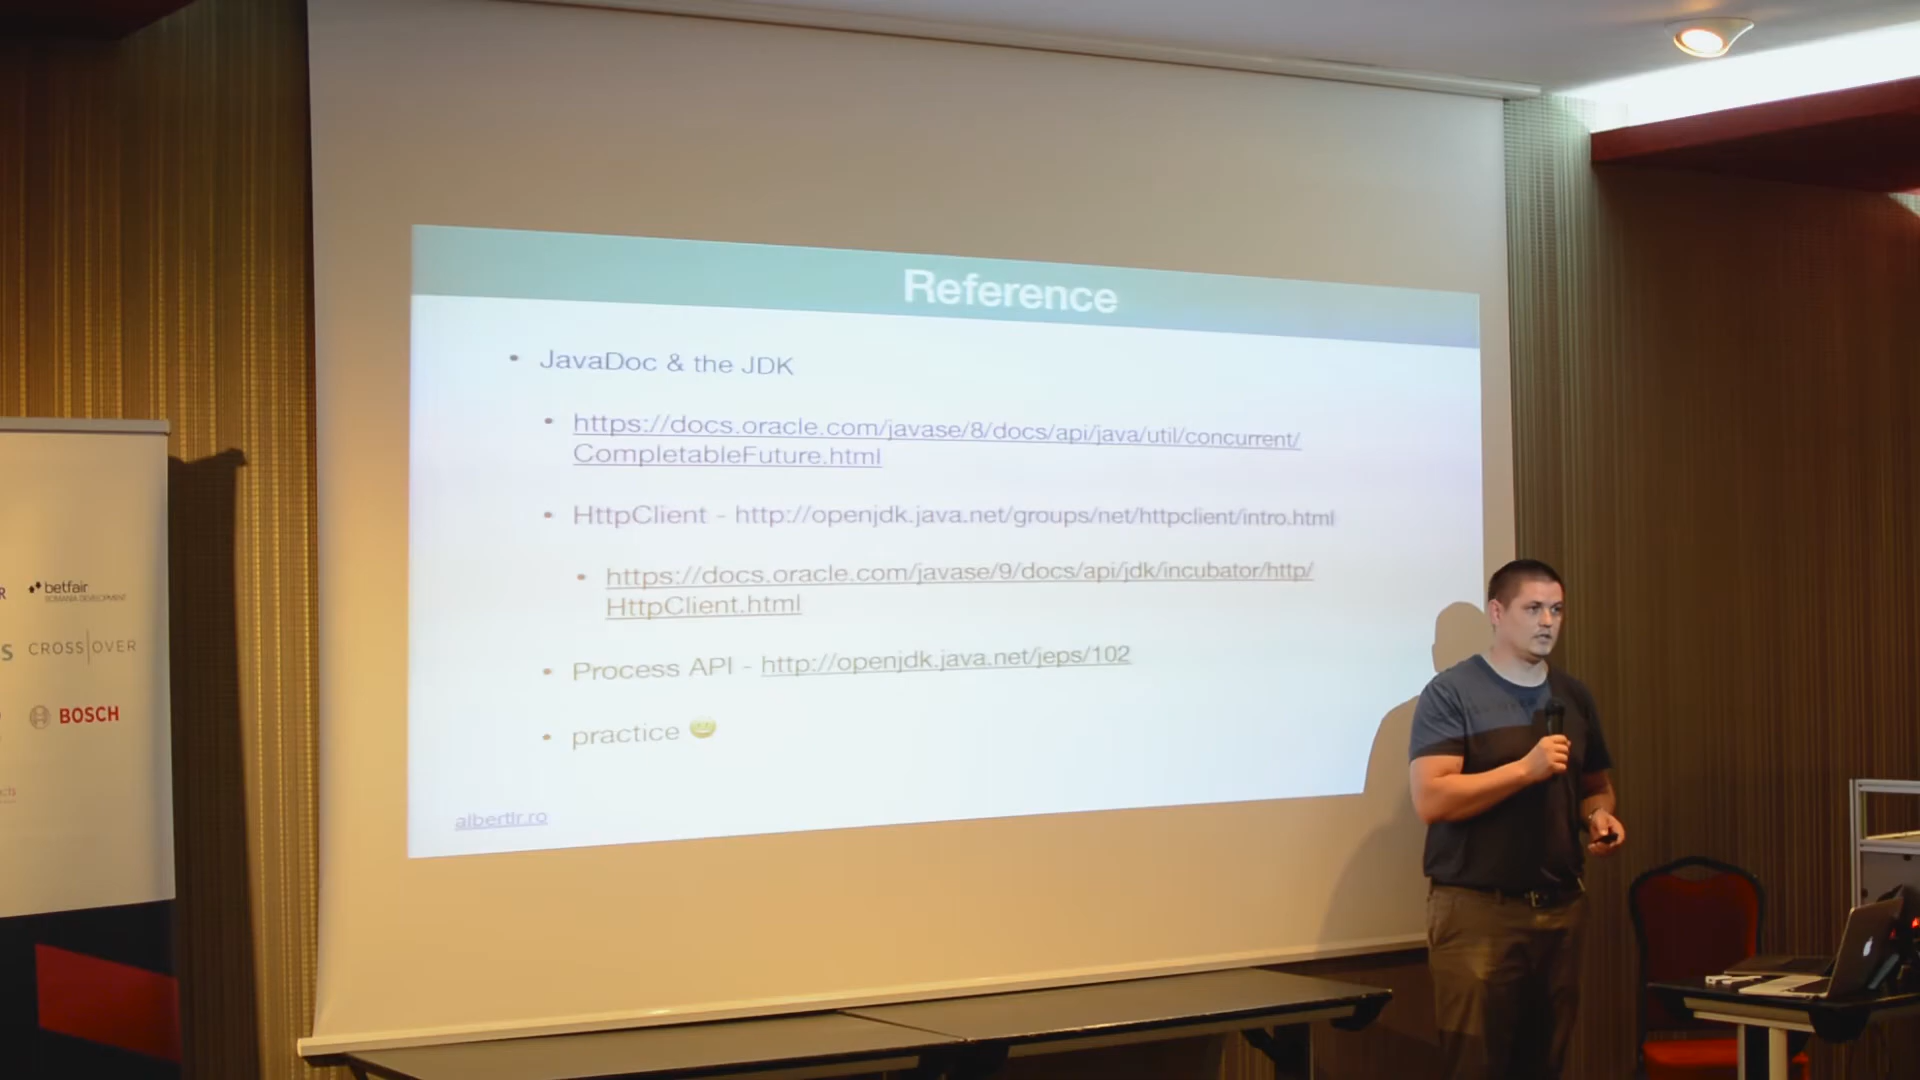 Reference
• JavaDoc & the JDK
• https://docs.oracle.com/javase/8/docs/api/java/util/concurrent/
CompletableFuture.html
• HttpClient - http://openjdk.java.net/groups/net/httpclient/intro.html
• https://docs.oracle.com/javase/9/docs/api/jdk/incubator/http/
HttpClient.html
• Process API - http://openjdk.java.net/jeps/102
• practice 😀
albertlr.ro
R
betfair
ROMANIA DEVELOPMENT
S
CROSS|OVER
BOSCH